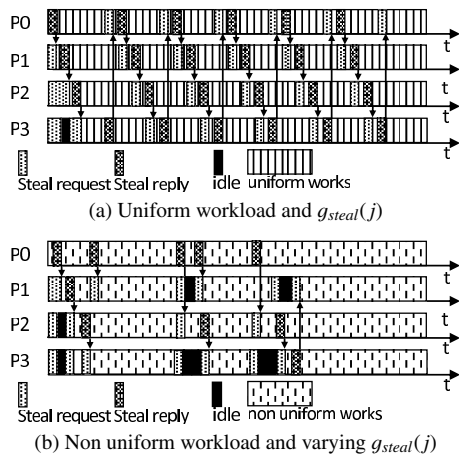 P0
t
P1
t
P2
t
P3
t
Steal request Steal reply idle uniform works
(a) Uniform workload and gsteal(j)
P0
t
P1
t
P2
t
P3
t
Steal request Steal reply idle non uniform works
(b) Non uniform workload and varying gsteal(j)